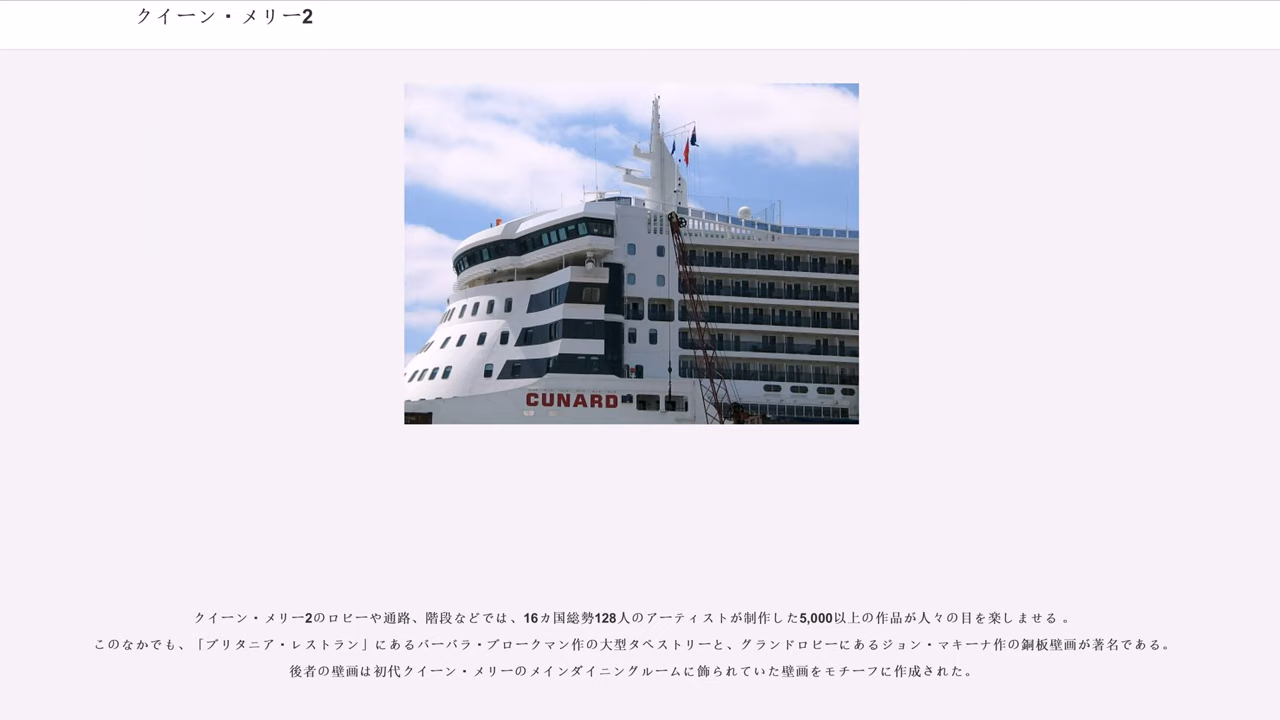 クイーン・メリー2
CUNARD
クイーン・メリー2のロビーや通路、階段などでは、16カ国総勢128人のアーティストが制作した5,000以上の作品が人々の目を楽しませる 。
このなかでも、「ブリタニア・レストラン」にあるバーバラ・ブロークマン作の大型タペストリーと、グランドロビーにあるジョン・マキーナ作の銅板壁画が著名である。
後者の壁画は初代クイーン・メリーのメインダイニングルームに飾られていた壁画をモチーフに作成された。